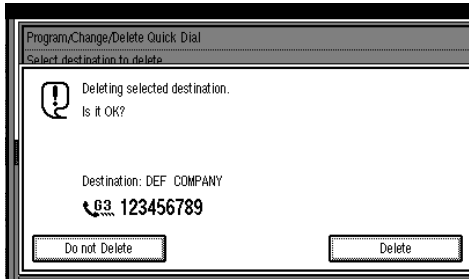 Program/Change/Delete Quick Dial
Select destination to delete
Deleting selected destination.
Is it OK?
Destination: DEF COMPANY
G3 123456789
Do not Delete
Delete